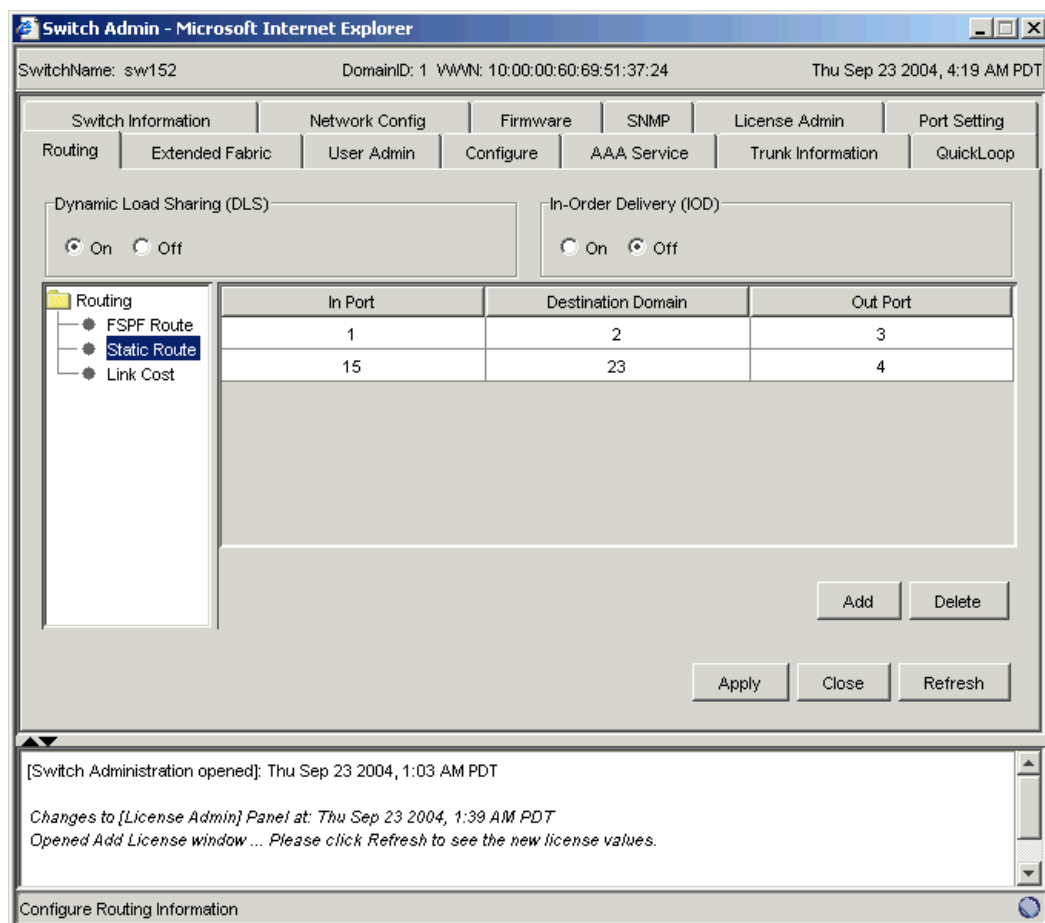 Switch Admin - Microsoft Internet Explorer
SwitchName: sw152 DomainID: 1 WWN: 10:00:00:60:69:51:37:24 Thu Sep 23 2004, 4:19 AM PDT
Switch Information Network Config Firmware SNMP License Admin Port Setting
Routing Extended Fabric User Admin Configure AAA Service Trunk Information QuickLoop
Dynamic Load Sharing (DLS) In-Order Delivery (IOD)
On Off On Off
Routing
FSPF Route
Static Route
Link Cost
In Port Destination Domain Out Port
1 2 3
15 23 4
Add Delete
Apply Close Refresh
[Switch Administration opened]: Thu Sep 23 2004, 1:03 AM PDT
Changes to [License Admin] Panel at: Thu Sep 23 2004, 1:39 AM PDT
Opened Add License window ... Please click Refresh to see the new license values.
Configure Routing Information